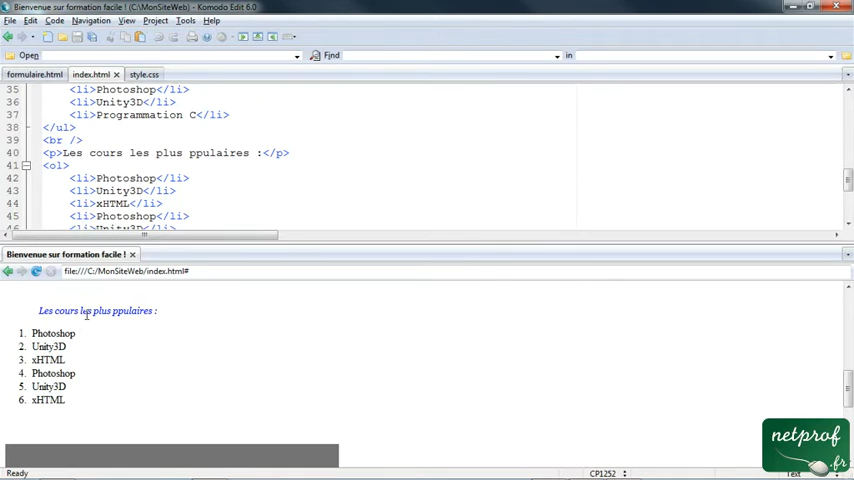 Bienvenue sur formation facile ! (C:\MonSiteWeb) - Komodo Edit 6.0
File Edit Code Navigation View Project Tools Help
Open Find in
formulaire.html index.html style.css
35 <li>Photoshop</li>
36 <li>Unity3D</li>
37 <li>Programmation C</li>
38 </ul>
39 <br />
40 <p>Les cours les plus ppulaires :</p>
41 <ol>
42 <li>Photoshop</li>
43 <li>Unity3D</li>
44 <li>xHTML</li>
45 <li>Photoshop</li>
46 <li>Unity3D</li>
Bienvenue sur formation facile !
file:///C:/MonSiteWeb/index.html#
Les cours les plus ppulaires :
1. Photoshop
2. Unity3D
3. xHTML
4. Photoshop
5. Unity3D
6. xHTML
netprof
.fr
Ready CP1252 Text